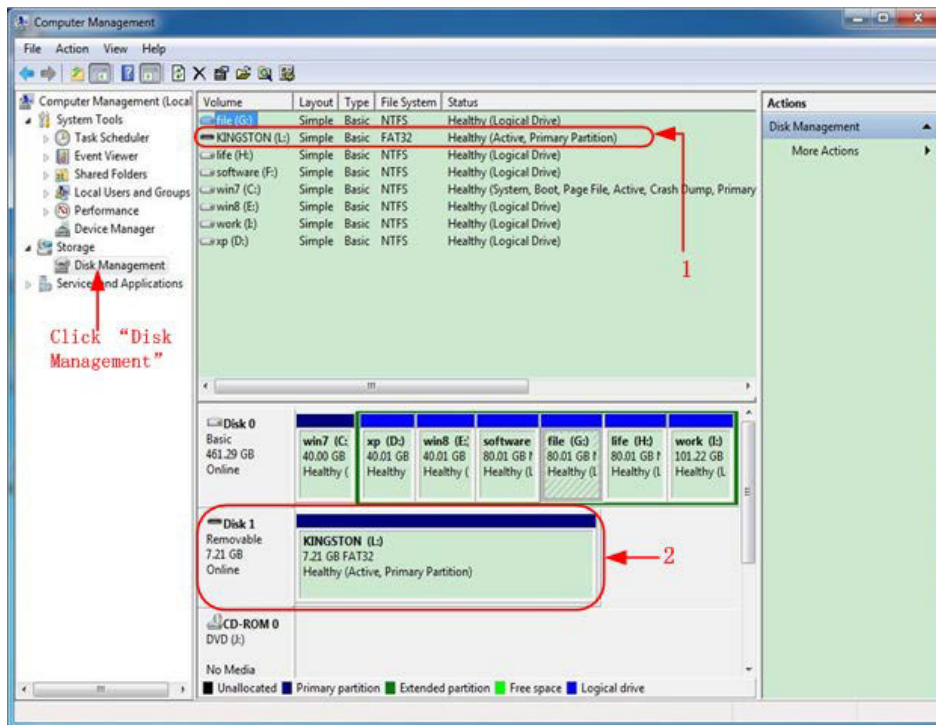 Computer Management
File Action View Help
Computer Management (Local
System Tools
Task Scheduler
Event Viewer
Shared Folders
Local Users and Groups
Performance
Device Manager
Storage
Disk Management
Services and Applications
Click “Disk
Management”
Volume Layout Type File System Status
file (G:) Simple Basic NTFS Healthy (Logical Drive)
KINGSTON (L:) Simple Basic FAT32 Healthy (Active, Primary Partition)
life (H:) Simple Basic NTFS Healthy (Logical Drive)
software (F:) Simple Basic NTFS Healthy (Logical Drive)
win7 (C:) Simple Basic NTFS Healthy (System, Boot, Page File, Active, Crash Dump, Primary
win8 (E:) Simple Basic NTFS Healthy (Logical Drive)
work (I:) Simple Basic NTFS Healthy (Logical Drive)
xp (D:) Simple Basic NTFS Healthy (Logical Drive)
1
Disk 0
Basic
461.29 GB
Online
win7 (C: xp (D:) win8 (E: software file (G:) life (H:) work (I:)
40.00 GB 40.01 GB 40.01 GB 80.01 GB 80.01 GB 80.01 GB 101.22 GB
Healthy ( Healthy Healthy ( Healthy (L Healthy (L Healthy (L Healthy (L
Disk 1
Removable
7.21 GB
Online
KINGSTON (L:)
7.21 GB FAT32
Healthy (Active, Primary Partition)
2
CD-ROM 0
DVD (J:)
No Media
Unallocated Primary partition Extended partition Free space Logical drive
Actions
Disk Management
More Actions